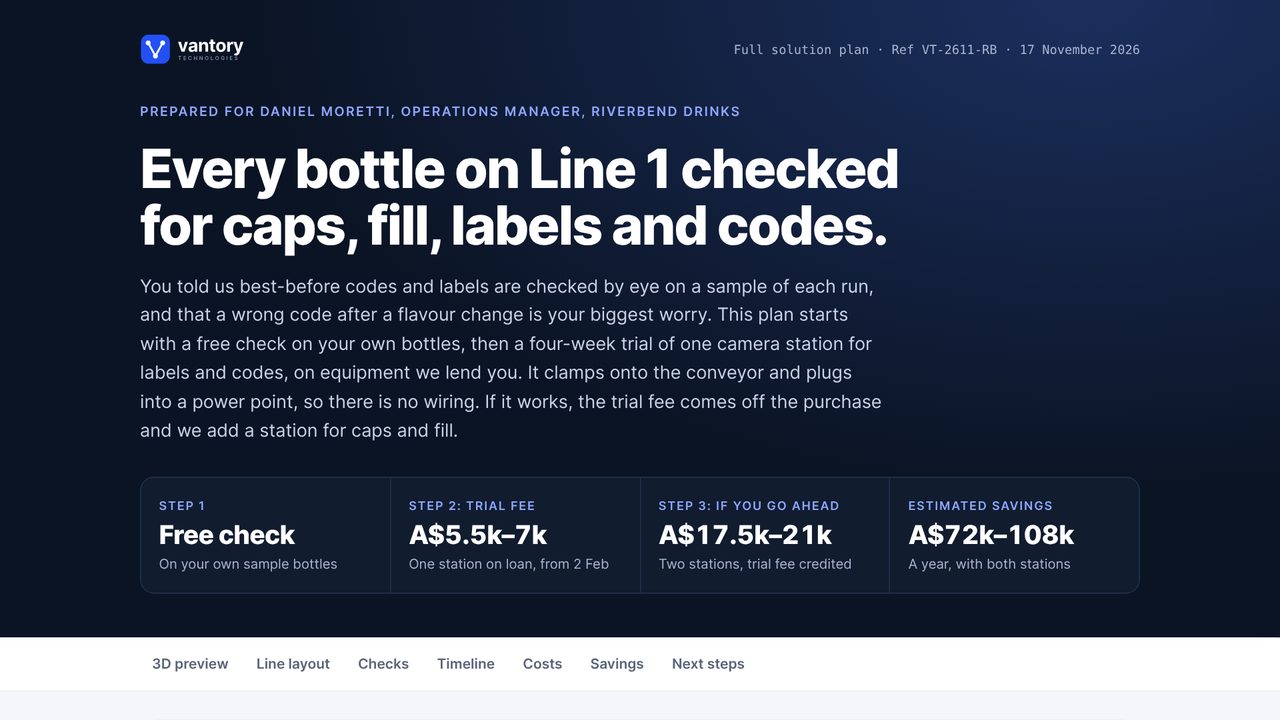 vantory
TECHNOLOGIES
Full solution plan · Ref VT-2611-RB · 17 November 2026
PREPARED FOR DANIEL MORETTI, OPERATIONS MANAGER, RIVERBEND DRINKS
Every bottle on Line 1 checked
for caps, fill, labels and codes.
You told us best-before codes and labels are checked by eye on a sample of each run,
and that a wrong code after a flavour change is your biggest worry. This plan starts
with a free check on your own bottles, then a four-week trial of one camera station for
labels and codes, on equipment we lend you. It clamps onto the conveyor and plugs
into a power point, so there is no wiring. If it works, the trial fee comes off the purchase
and we add a station for caps and fill.
STEP 1
Free check
On your own sample bottles
STEP 2: TRIAL FEE
A$5.5k–7k
One station on loan, from 2 Feb
STEP 3: IF YOU GO AHEAD
A$17.5k–21k
Two stations, trial fee credited
ESTIMATED SAVINGS
A$72k–108k
A year, with both stations
3D preview Line layout Checks Timeline Costs Savings Next steps